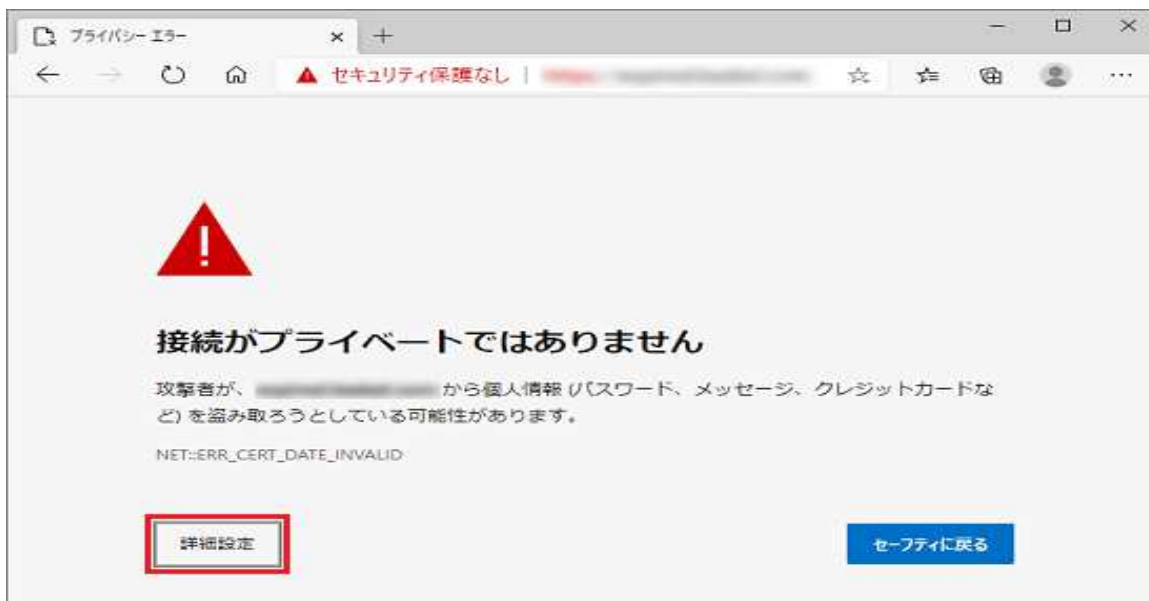 プライバシー エラー
セキュリティ保護なし
接続がプライベートではありません
攻撃者が、 から個人情報 (パスワード、メッセージ、クレジットカードな
ど) を盗み取ろうとしている可能性があります。
NET::ERR_CERT_DATE_INVALID
詳細設定
セーフティに戻る